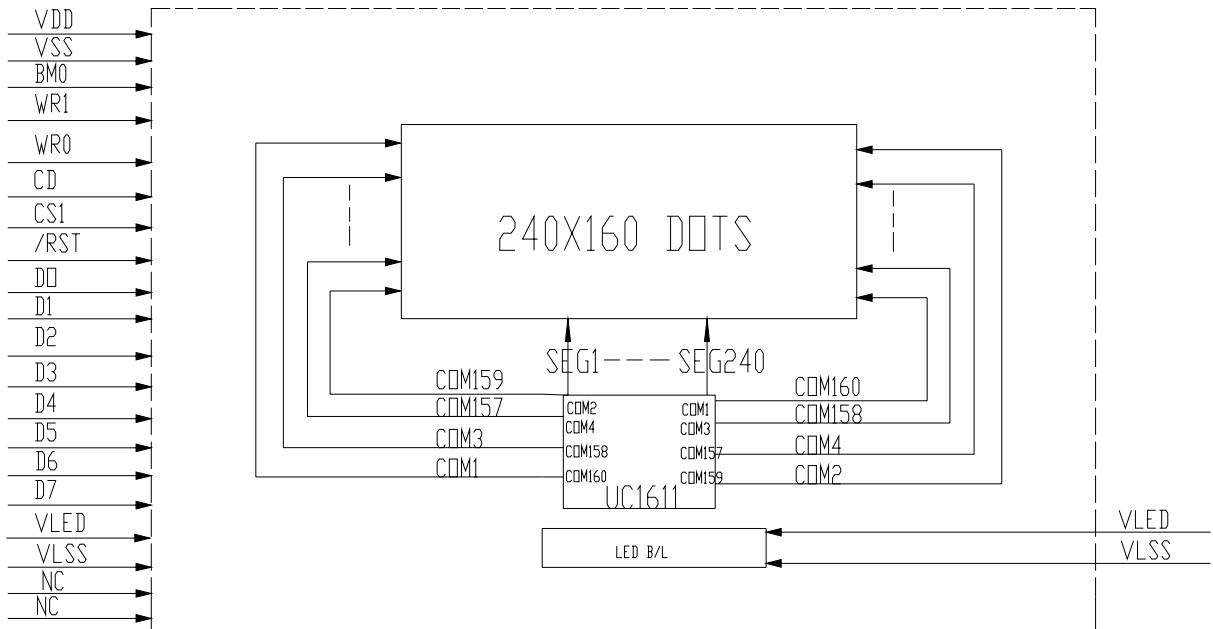 VDD
VSS
BM0
WR1
WR0
CD
CS1
/RST
D0
D1
D2
D3
D4
D5
D6
D7
VLED
VLSS
NC
NC
240X160 DOTS
SEG1
SEG240
COM159
COM157
COM3
COM1
COM2
COM4
COM158
COM160
COM1
COM3
COM157
COM159
UC1611
COM160
COM158
COM4
COM2
LED B/L
VLED
VLSS